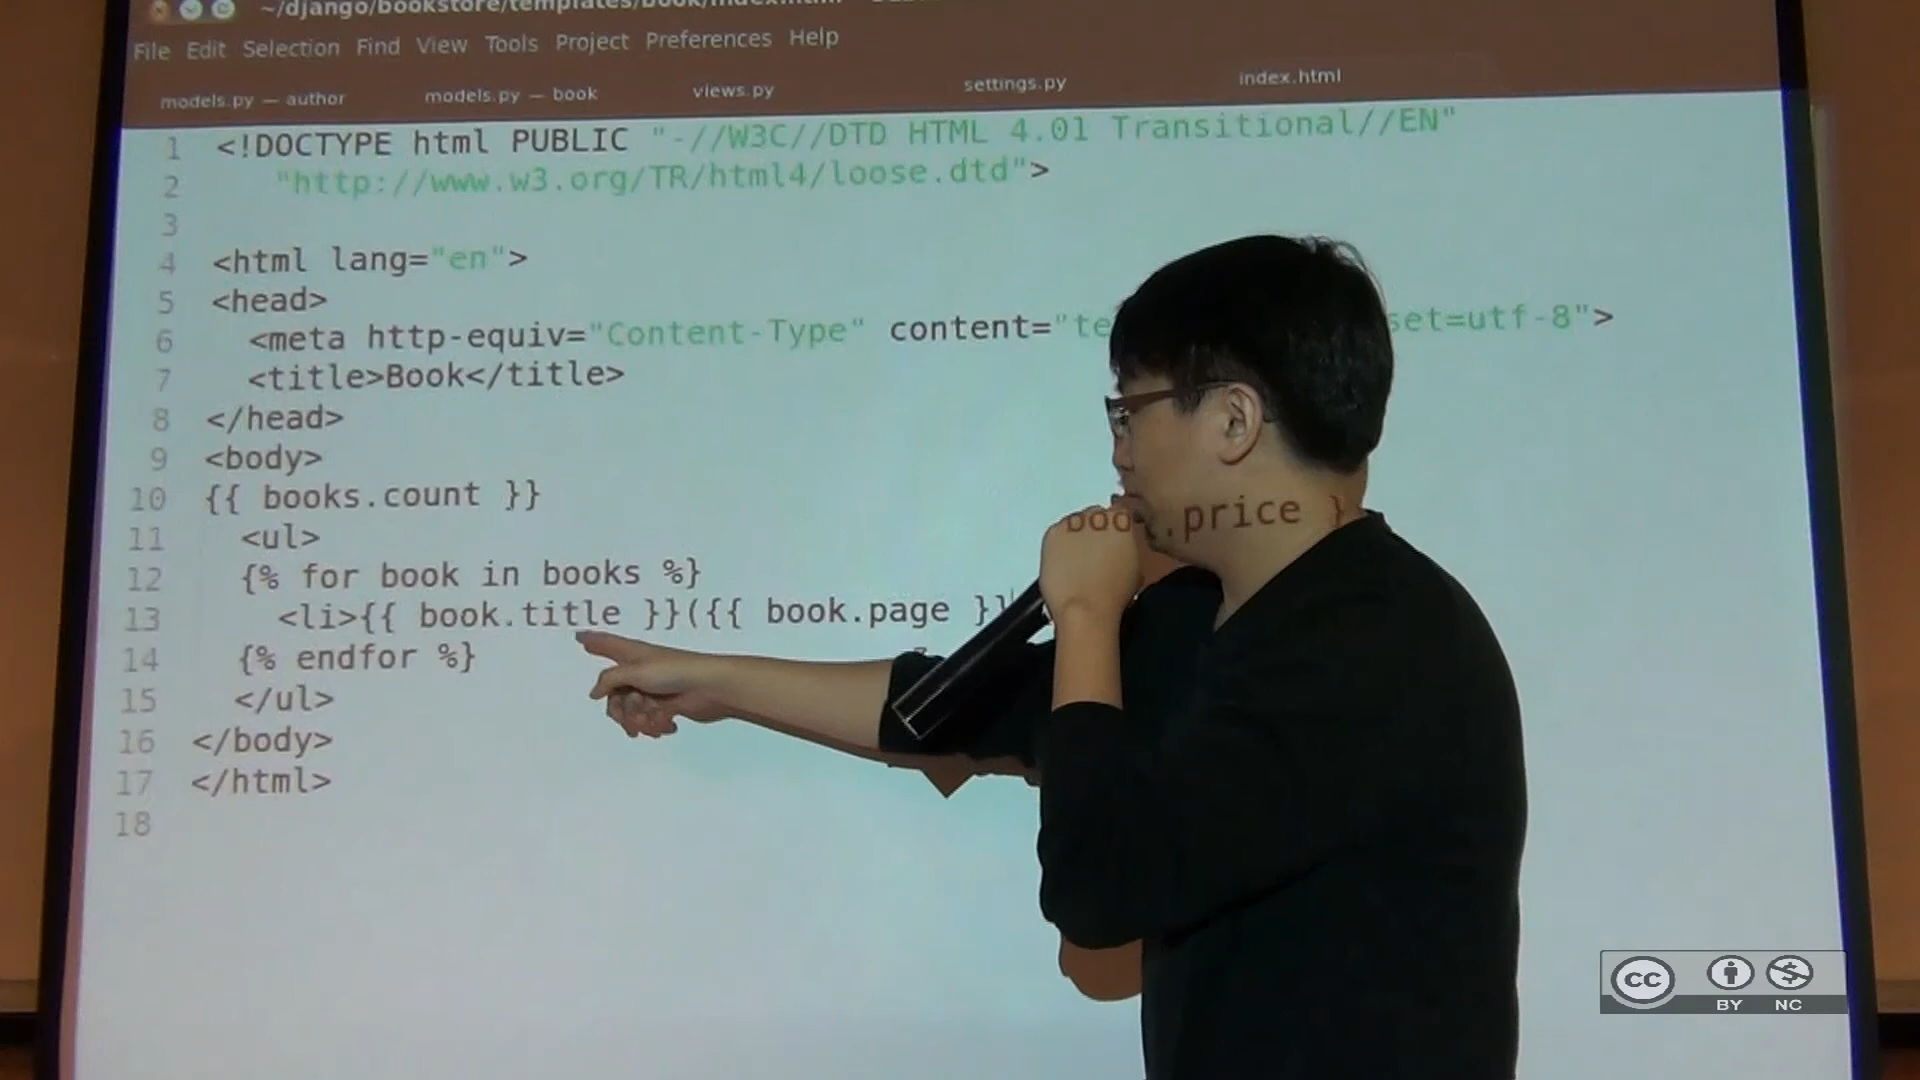 ~/django/bookstore/templates/book/index.html
File Edit Selection Find View Tools Project Preferences Help
models.py — author models.py — book views.py settings.py index.html
1 <!DOCTYPE html PUBLIC "-//W3C//DTD HTML 4.01 Transitional//EN"
2 "http://www.w3.org/TR/html4/loose.dtd">
3
4 <html lang="en">
5 <head>
6 <meta http-equiv="Content-Type" content="te set=utf-8">
7 <title>Book</title>
8 </head>
9 <body>
10 {{ books.count }}
11 <ul>
12 {% for book in books %}
13 <li>{{ book.title }}({{ book.page }} .price }
14 {% endfor %}
15 </ul>
16 </body>
17 </html>
18
cc
BY NC